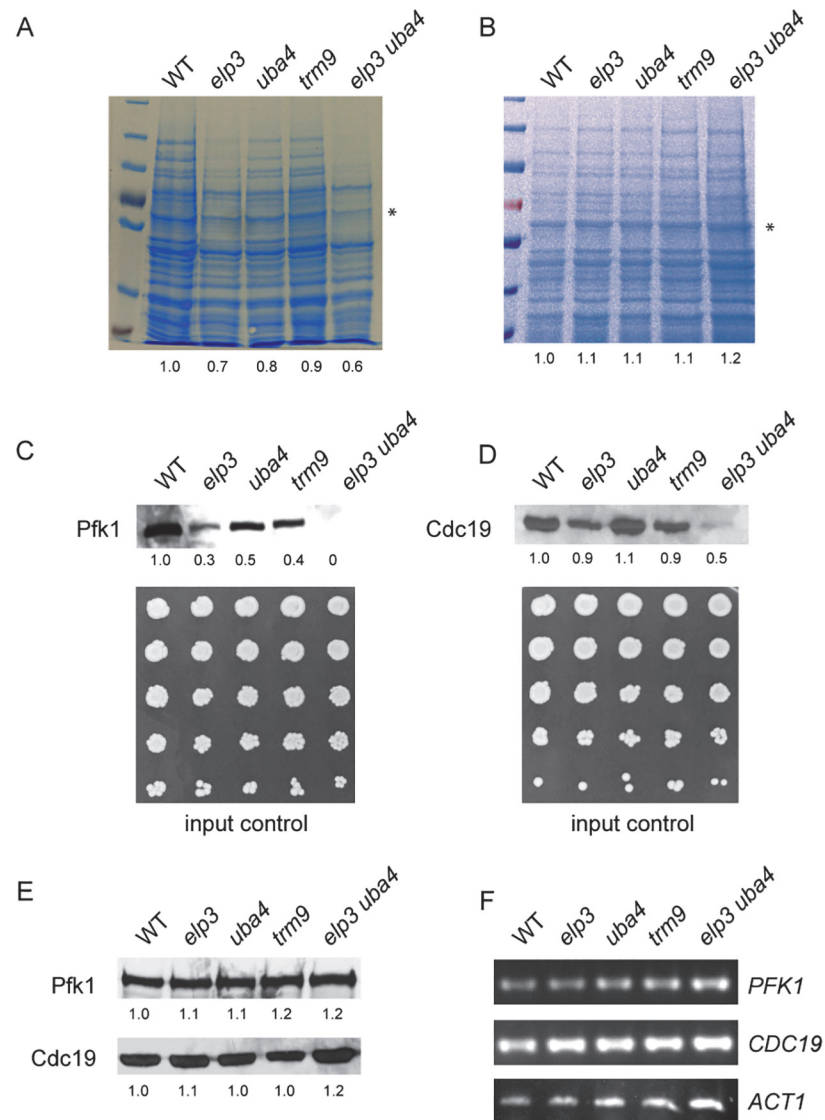 A
WT elp3 uba4 trm9 elp3 uba4
*
1.0 0.7 0.8 0.9 0.6
B
WT elp3 uba4 trm9 elp3 uba4
*
1.0 1.1 1.1 1.1 1.2
C
WT elp3 uba4 trm9 elp3 uba4
Pfk1
1.0 0.3 0.5 0.4 0
input control
D
WT elp3 uba4 trm9 elp3 uba4
Cdc19
1.0 0.9 1.1 0.9 0.5
input control
E
WT elp3 uba4 trm9 elp3 uba4
Pfk1
1.0 1.1 1.1 1.2 1.2
Cdc19
1.0 1.1 1.0 1.0 1.2
F
WT elp3 uba4 trm9 elp3 uba4
PFK1
CDC19
ACT1